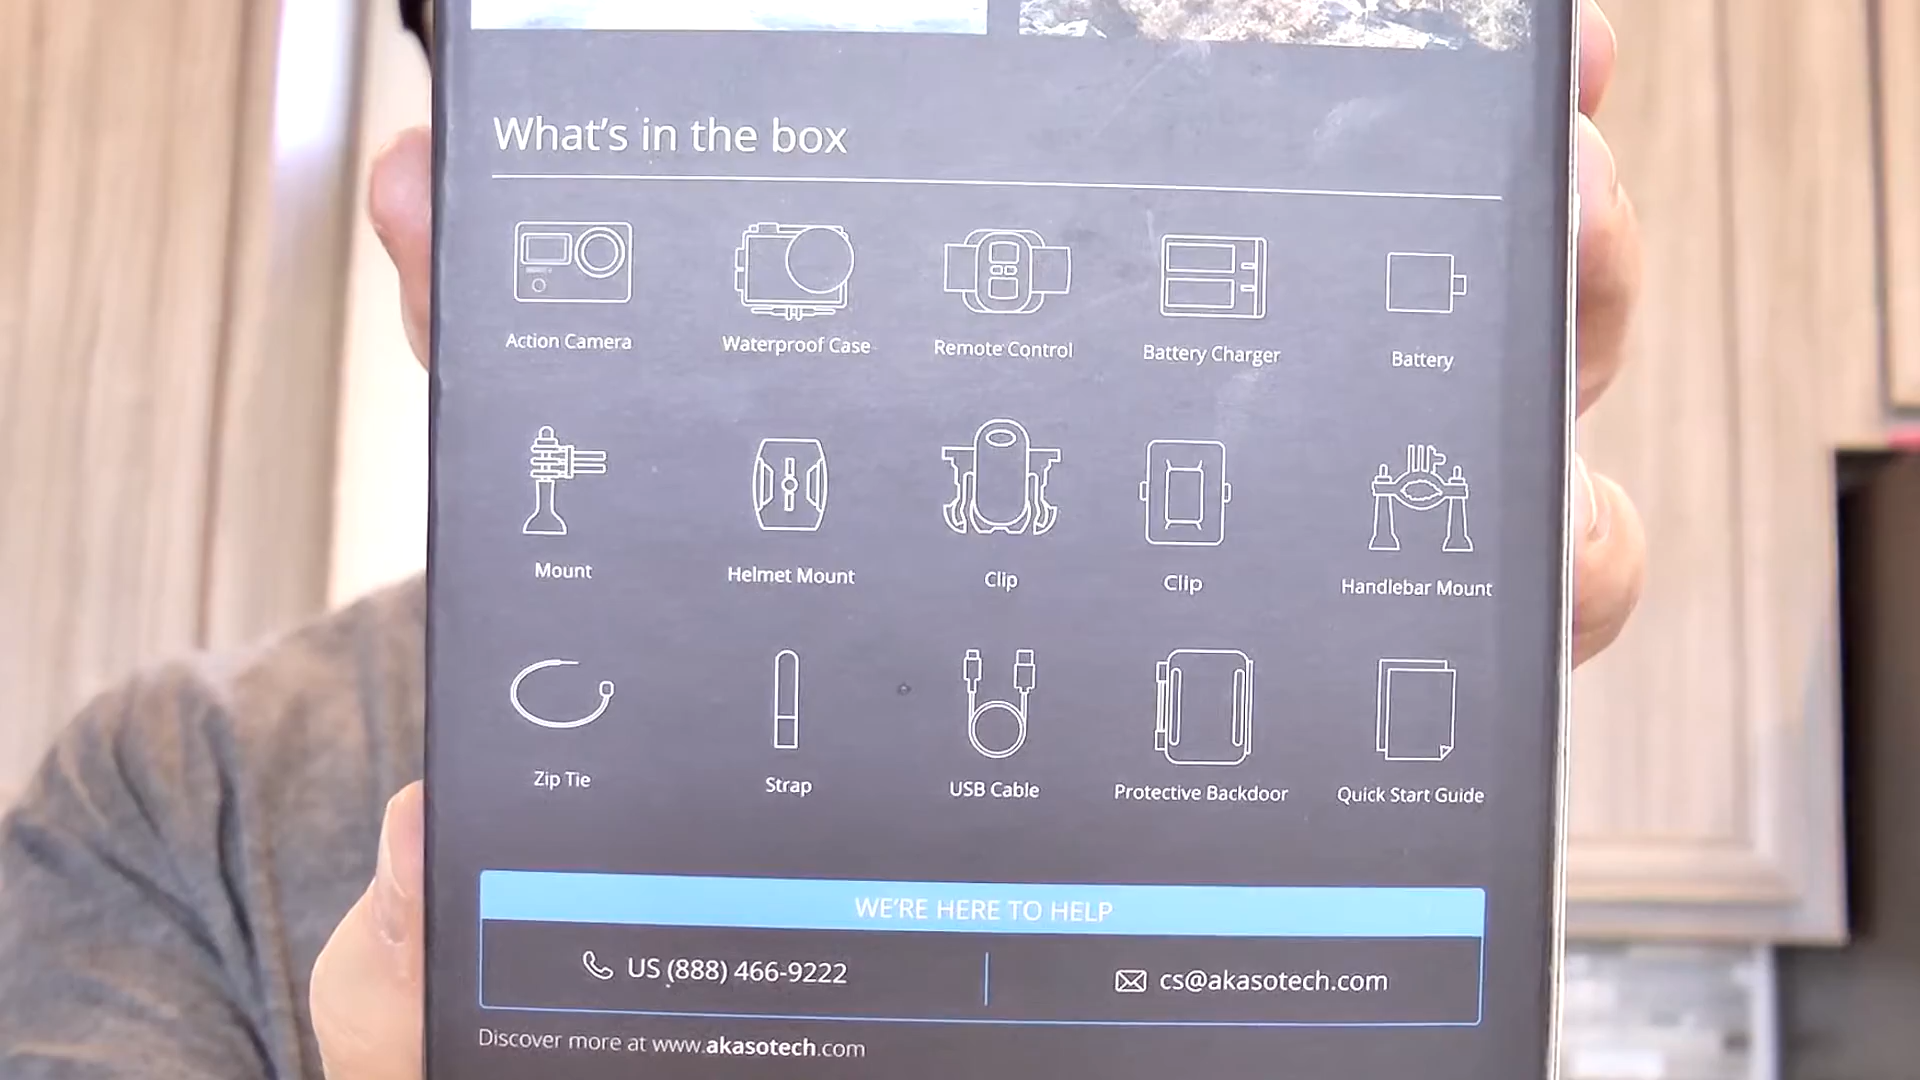 What's in the box
Action Camera
Waterproof Case
Remote Control
Battery Charger
Battery
Mount
Helmet Mount
Clip
Clip
Handlebar Mount
Zip Tie
Strap
USB Cable
Protective Backdoor
Quick Start Guide
WE'RE HERE TO HELP
US (888) 466-9222
cs@akasotech.com
Discover more at www.akasotech.com